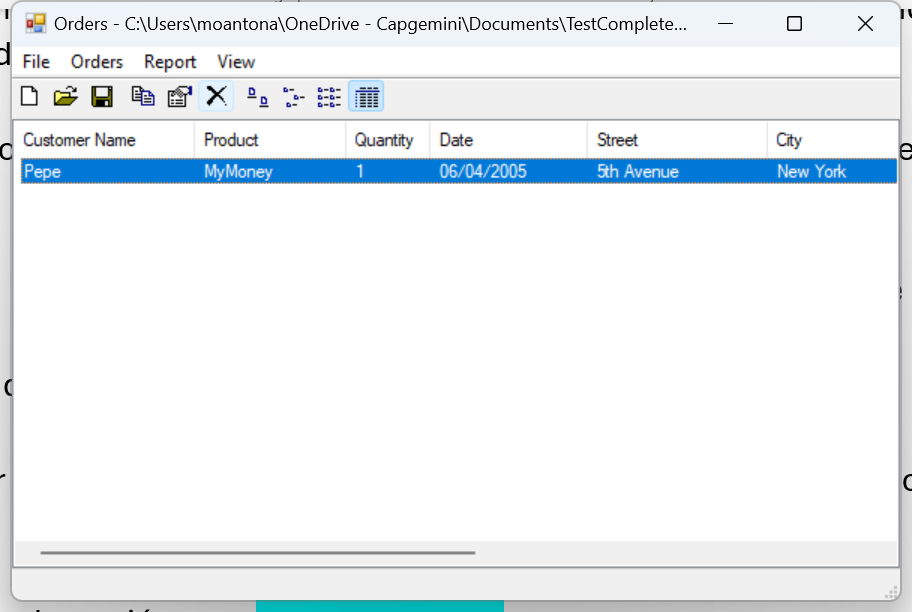 Orders - C:\Users\moantona\OneDrive - Capgemini\Documents\TestComplete...
File Orders Report View
Customer Name Product Quantity Date Street City
Pepe MyMoney 1 06/04/2005 5th Avenue New York